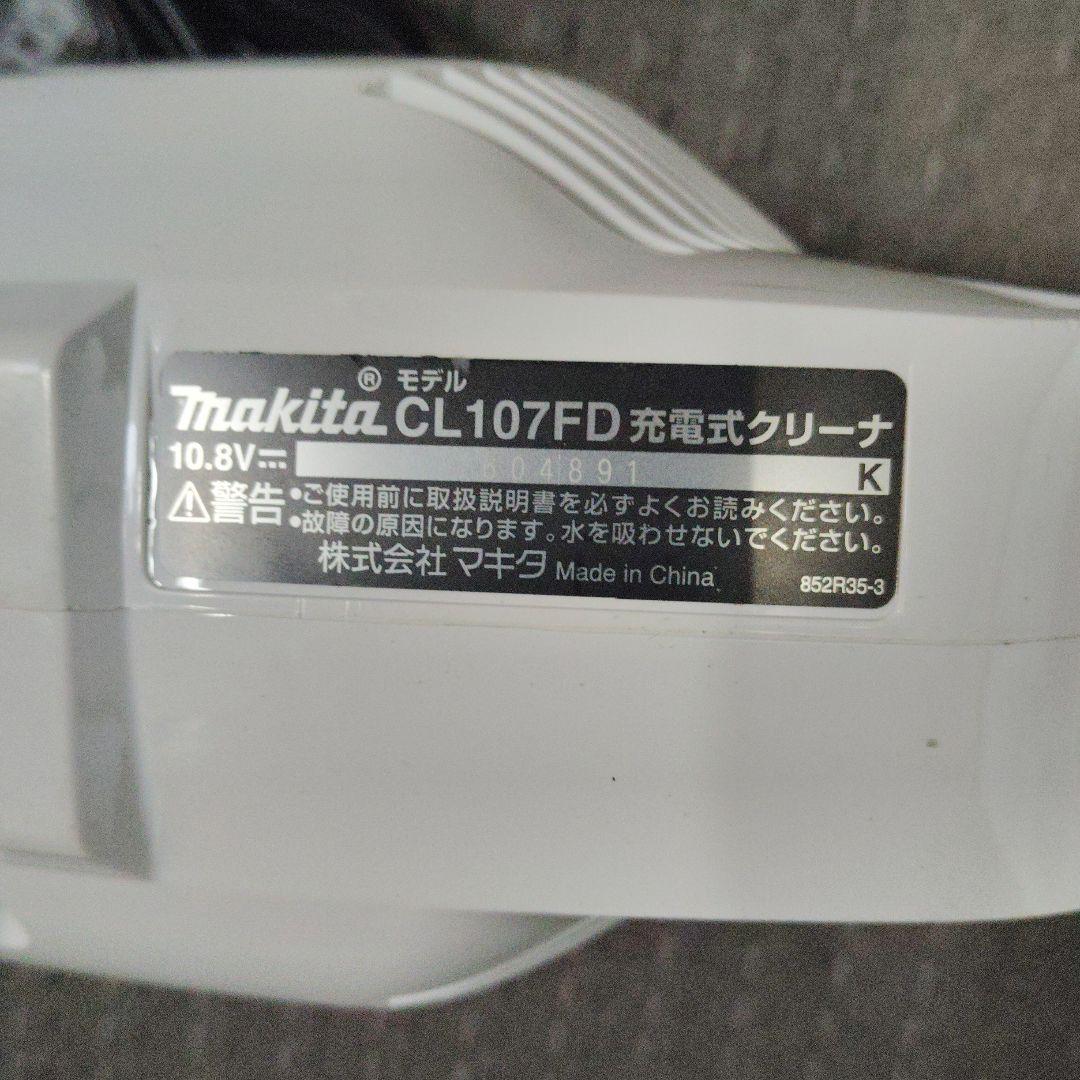 makita® モデル CL107FD 充電式クリーナ
10.8V 604891 K
警告 •ご使用前に取扱説明書を必ずよくお読みください。
•故障の原因になります。水を吸わせないでください。
株式会社 マキタ Made in China 852R35-3